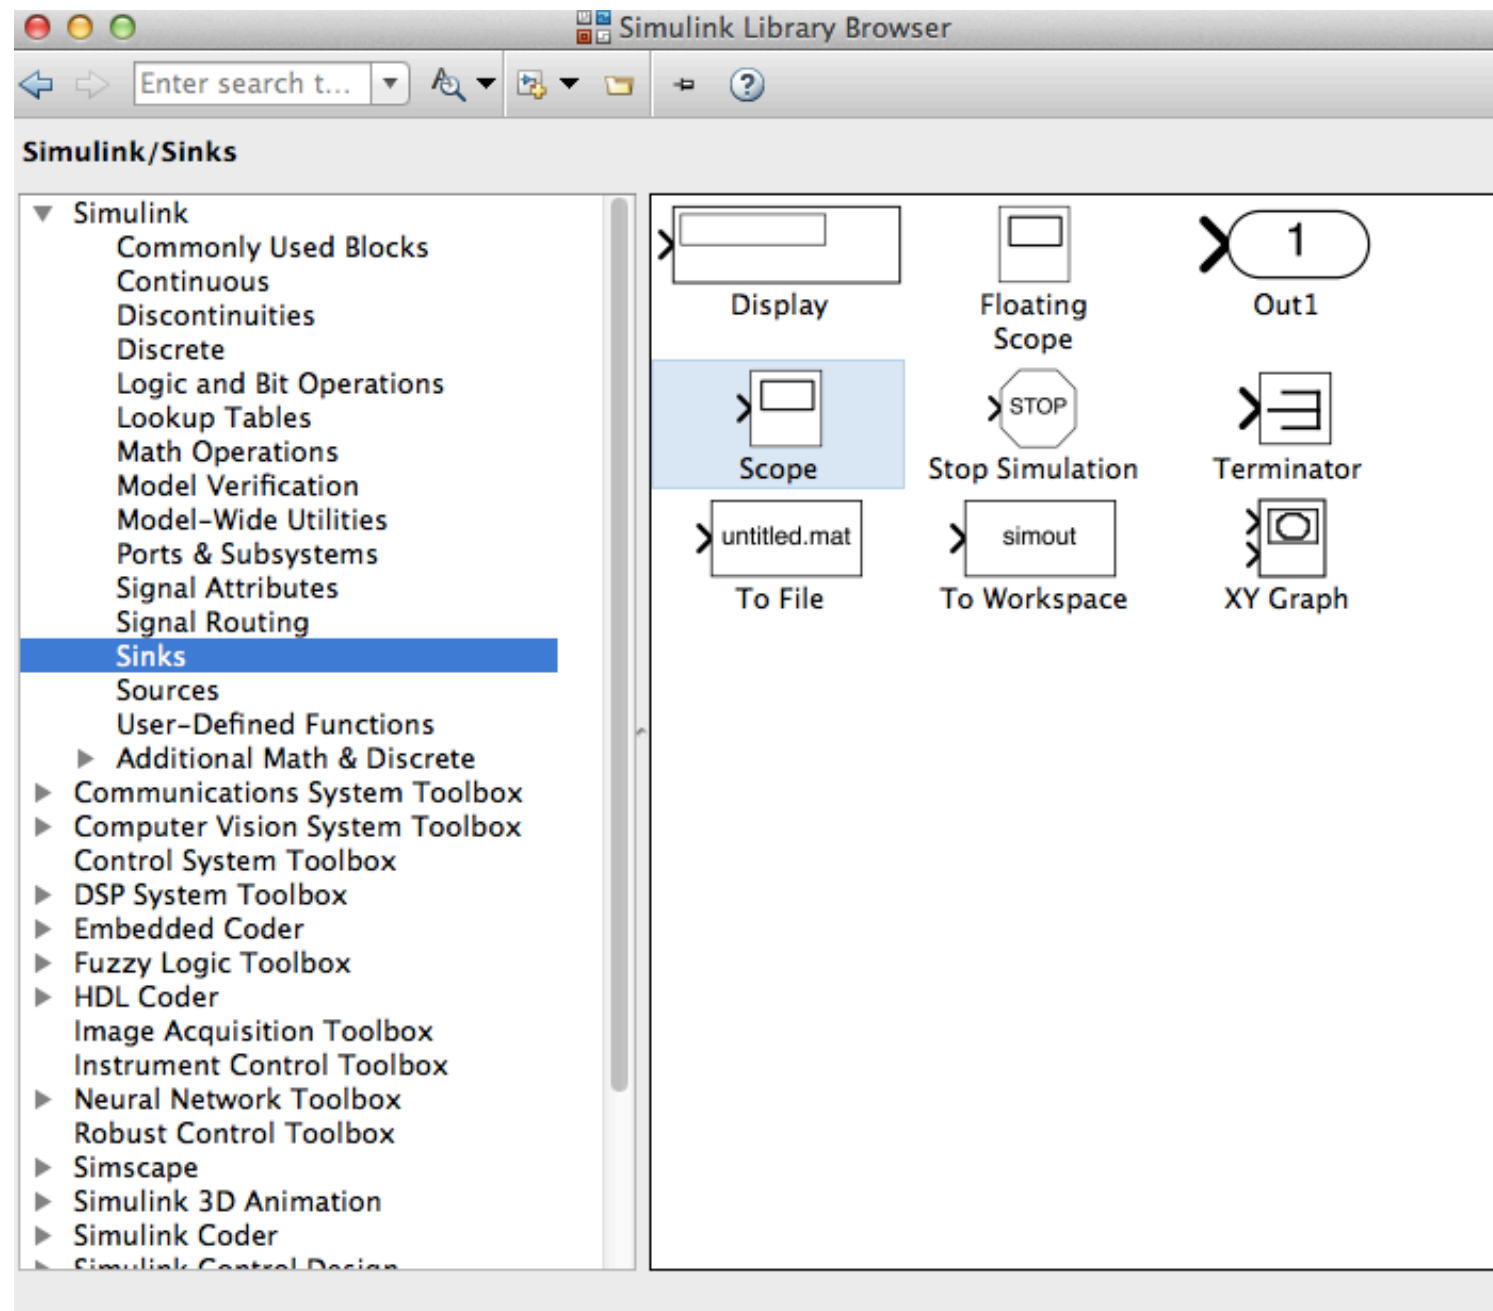 Simulink Library Browser
Enter search t...
Simulink/Sinks
Simulink
Commonly Used Blocks
Continuous
Discontinuities
Discrete
Logic and Bit Operations
Lookup Tables
Math Operations
Model Verification
Model-Wide Utilities
Ports & Subsystems
Signal Attributes
Signal Routing
Sinks
Sources
User-Defined Functions
Additional Math & Discrete
Communications System Toolbox
Computer Vision System Toolbox
Control System Toolbox
DSP System Toolbox
Embedded Coder
Fuzzy Logic Toolbox
HDL Coder
Image Acquisition Toolbox
Instrument Control Toolbox
Neural Network Toolbox
Robust Control Toolbox
Simscape
Simulink 3D Animation
Simulink Coder
Simulink Control Design
Display
Floating
Scope
1
Out1
Scope
STOP
Stop Simulation
Terminator
untitled.mat
To File
simout
To Workspace
XY Graph